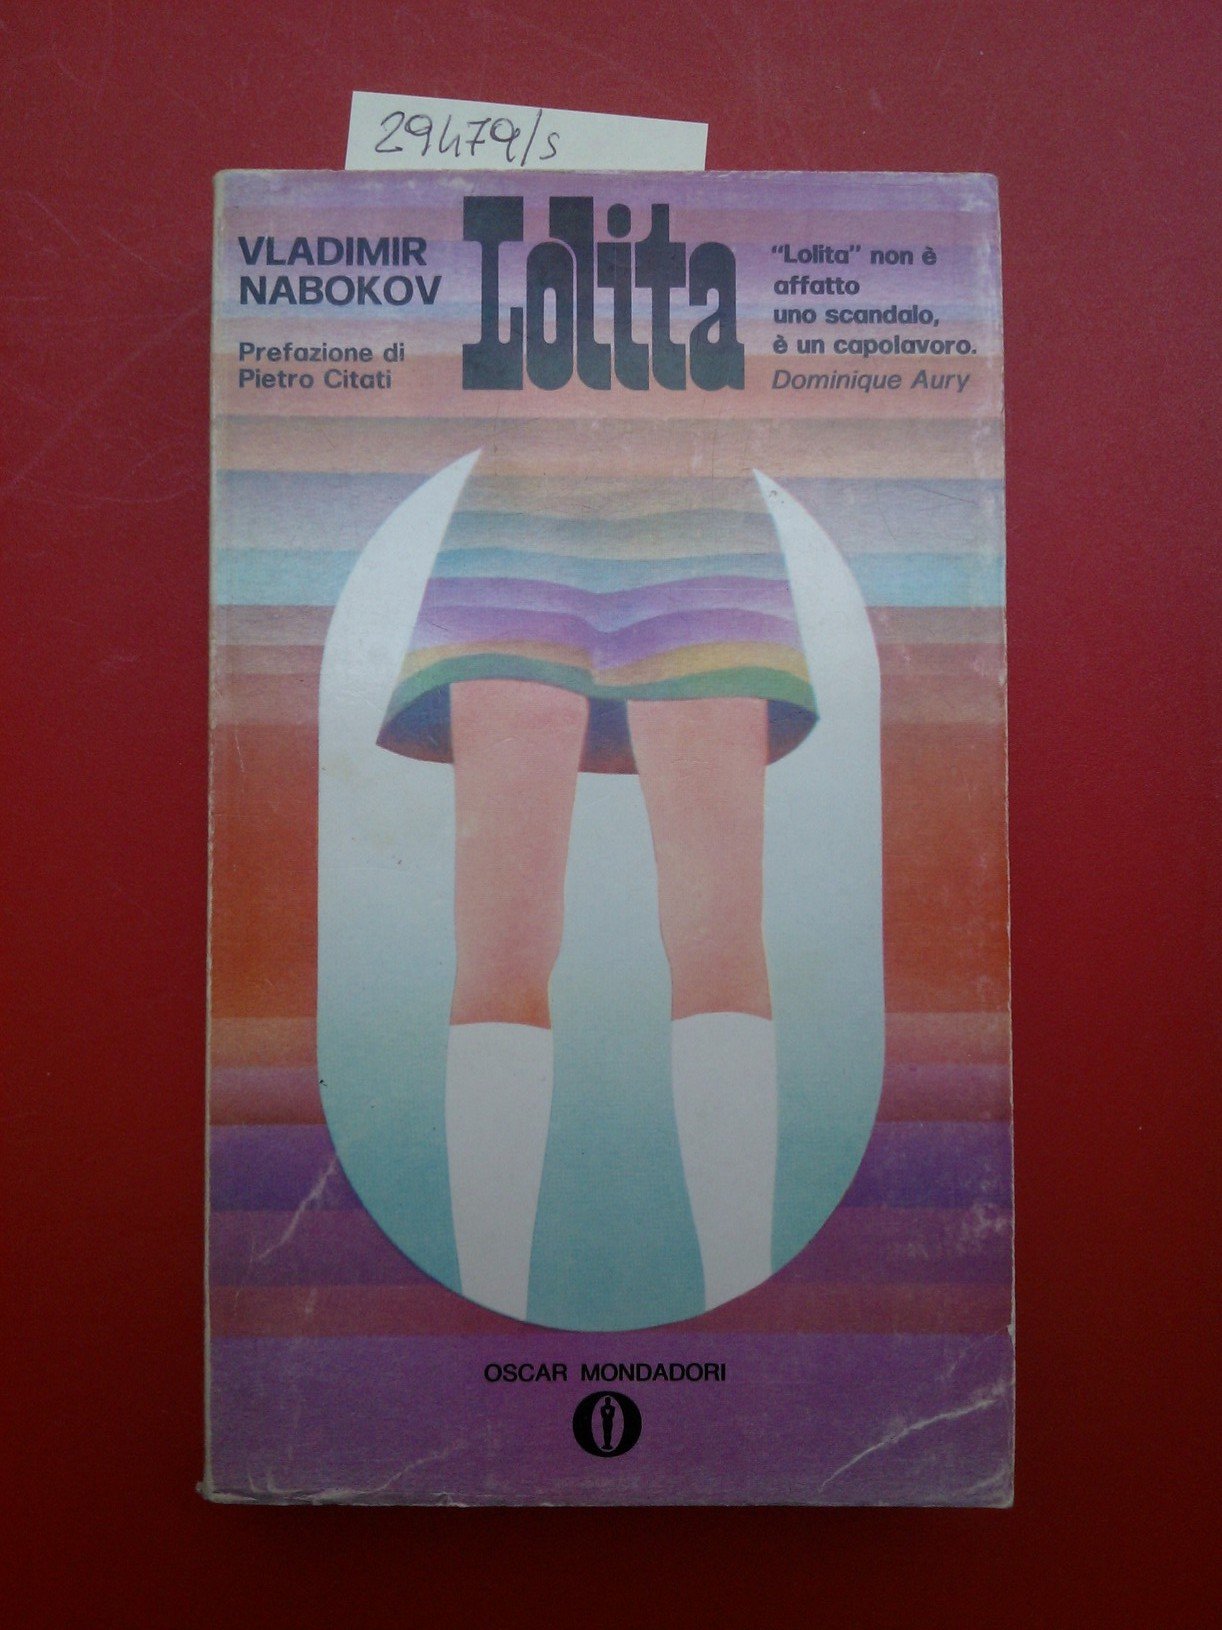 29479/s
VLADIMIR
NABOKOV
Prefazione di
Pietro Citati
Lolita
“Lolita” non è
affatto
uno scandalo,
è un capolavoro.
Dominique Aury
OSCAR MONDADORI